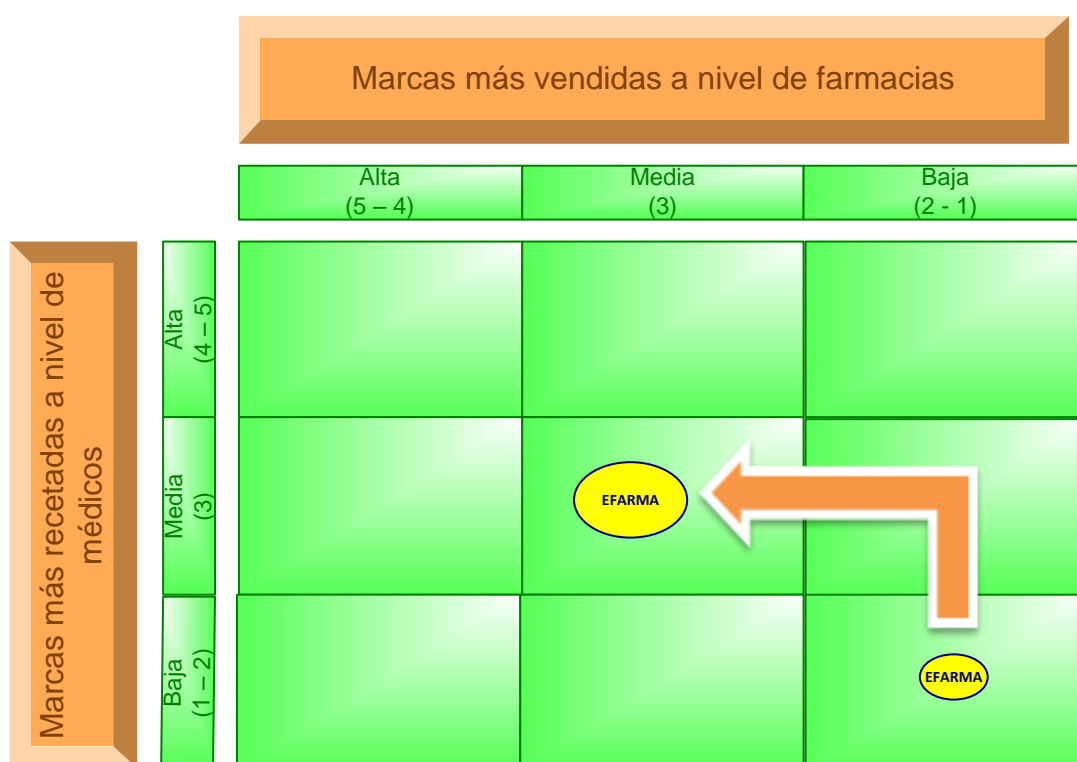 Marcas más vendidas a nivel de farmacias
Alta
(5 – 4)
Media
(3)
Baja
(2 - 1)
Marcas más recetadas a nivel de
médicos
Alta
(4 – 5)
Media
(3)
Baja
(1 – 2)
EFARMA
EFARMA